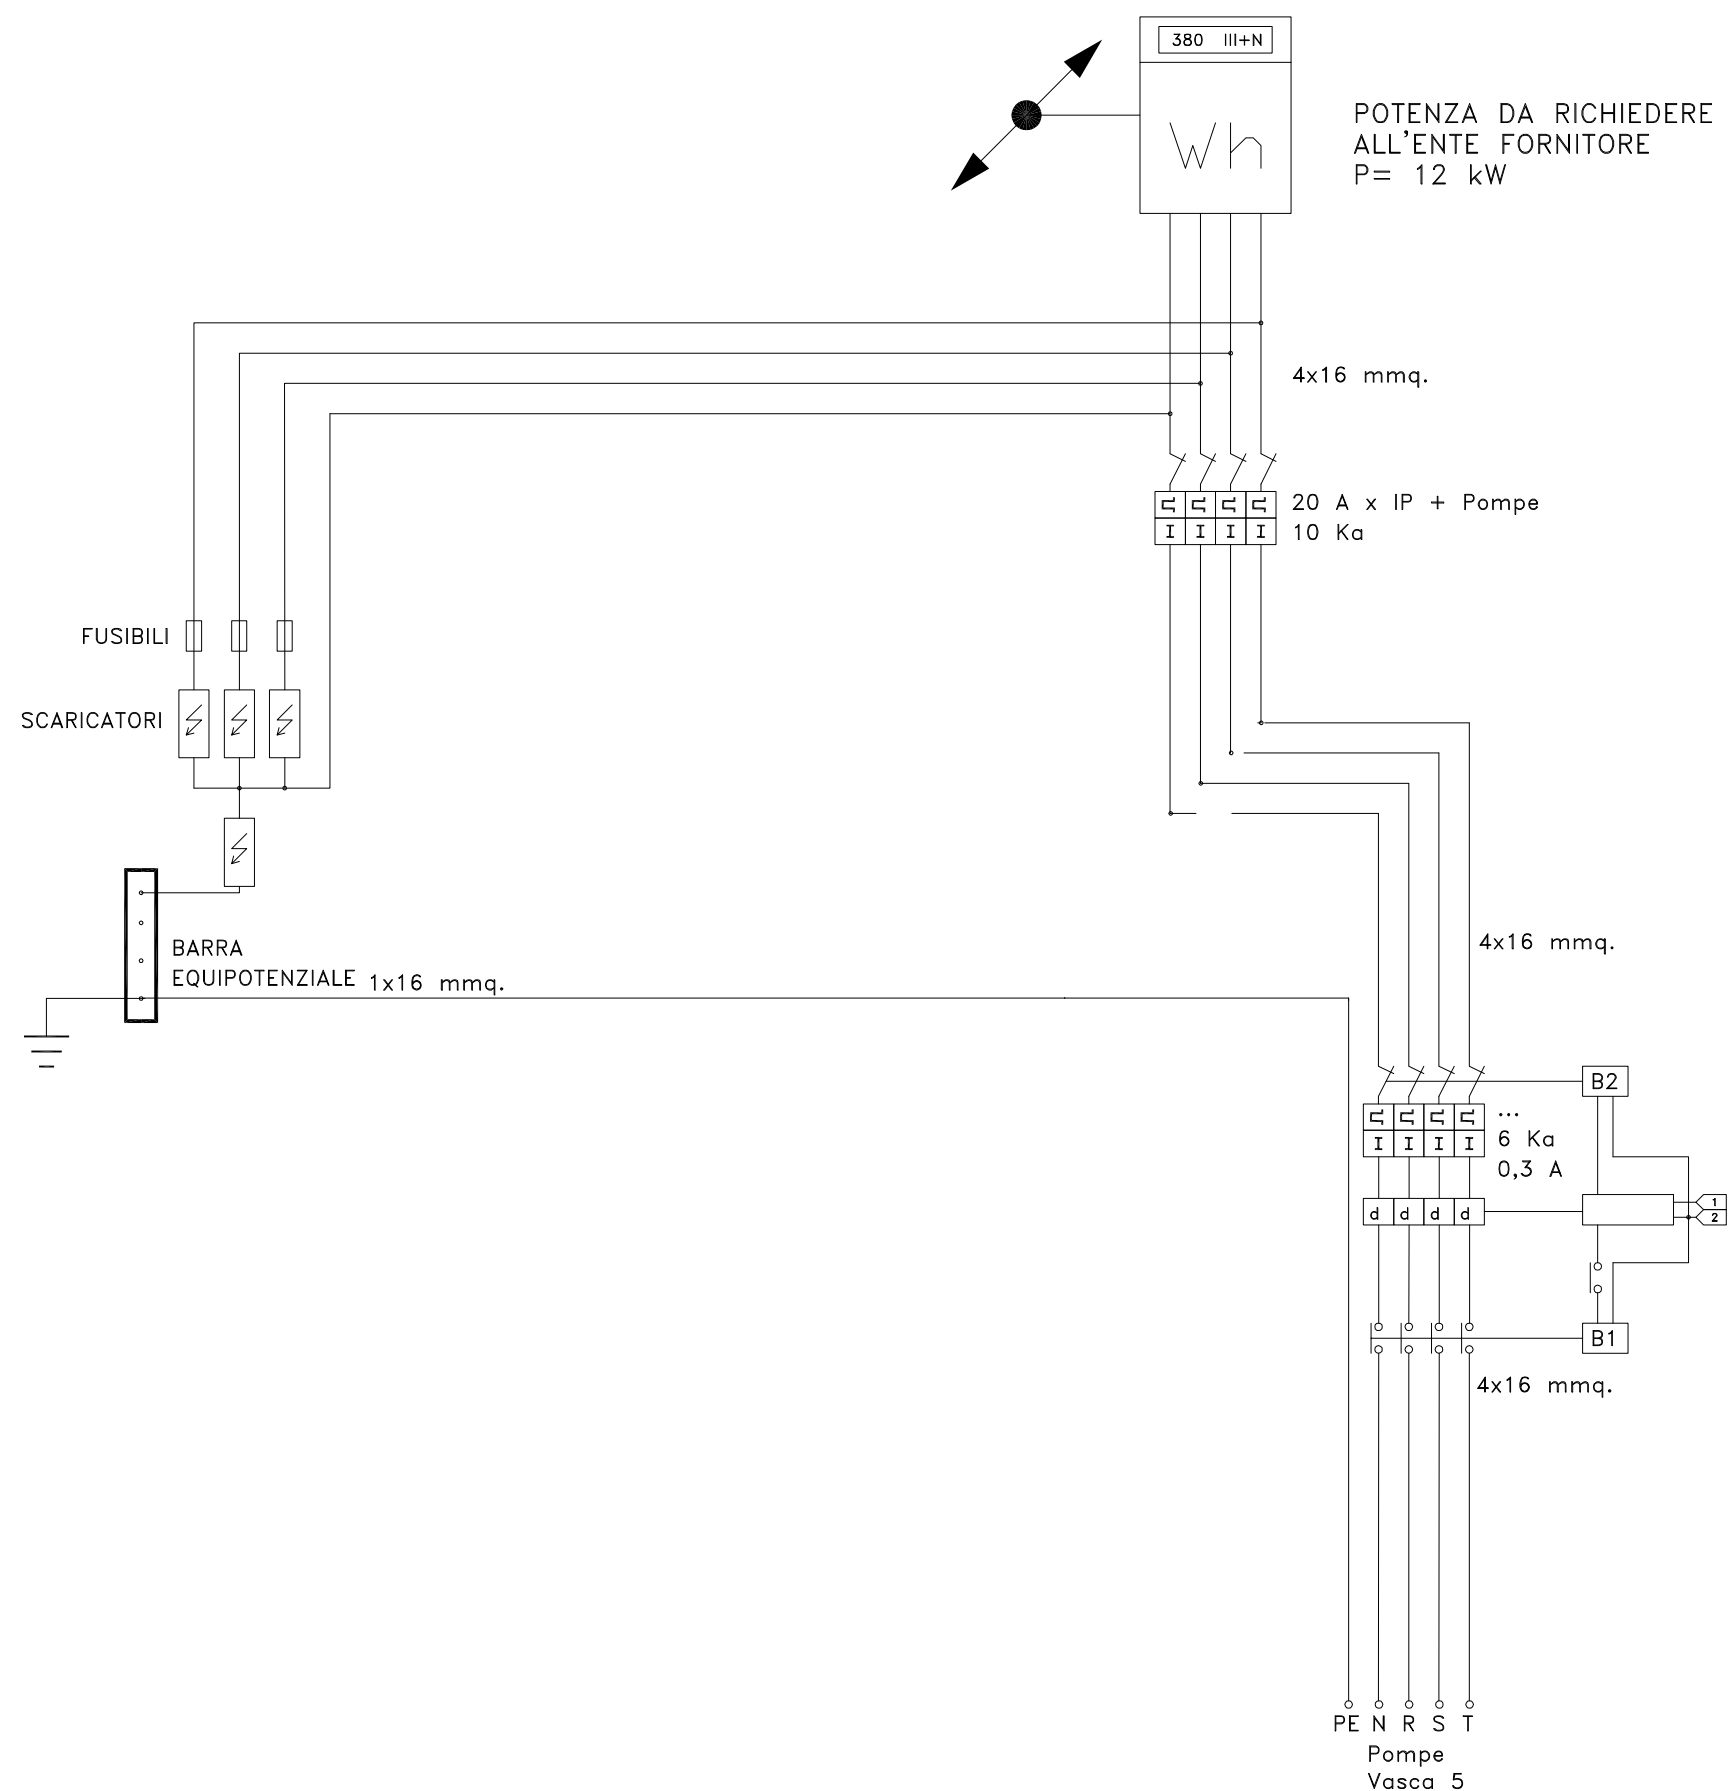 380 III+N
Wh
POTENZA DA RICHIEDERE
ALL'ENTE FORNITORE
P= 12 kW
4x16 mmq.
20 A x IP + Pompe
10 Ka
I I I I
FUSIBILI
SCARICATORI
BARRA
EQUIPOTENZIALE
1x16 mmq.
4x16 mmq.
B2
...
6 Ka
0,3 A
I I I I
d d d d
1
2
B1
4x16 mmq.
PE N R S T
Pompe
Vasca 5